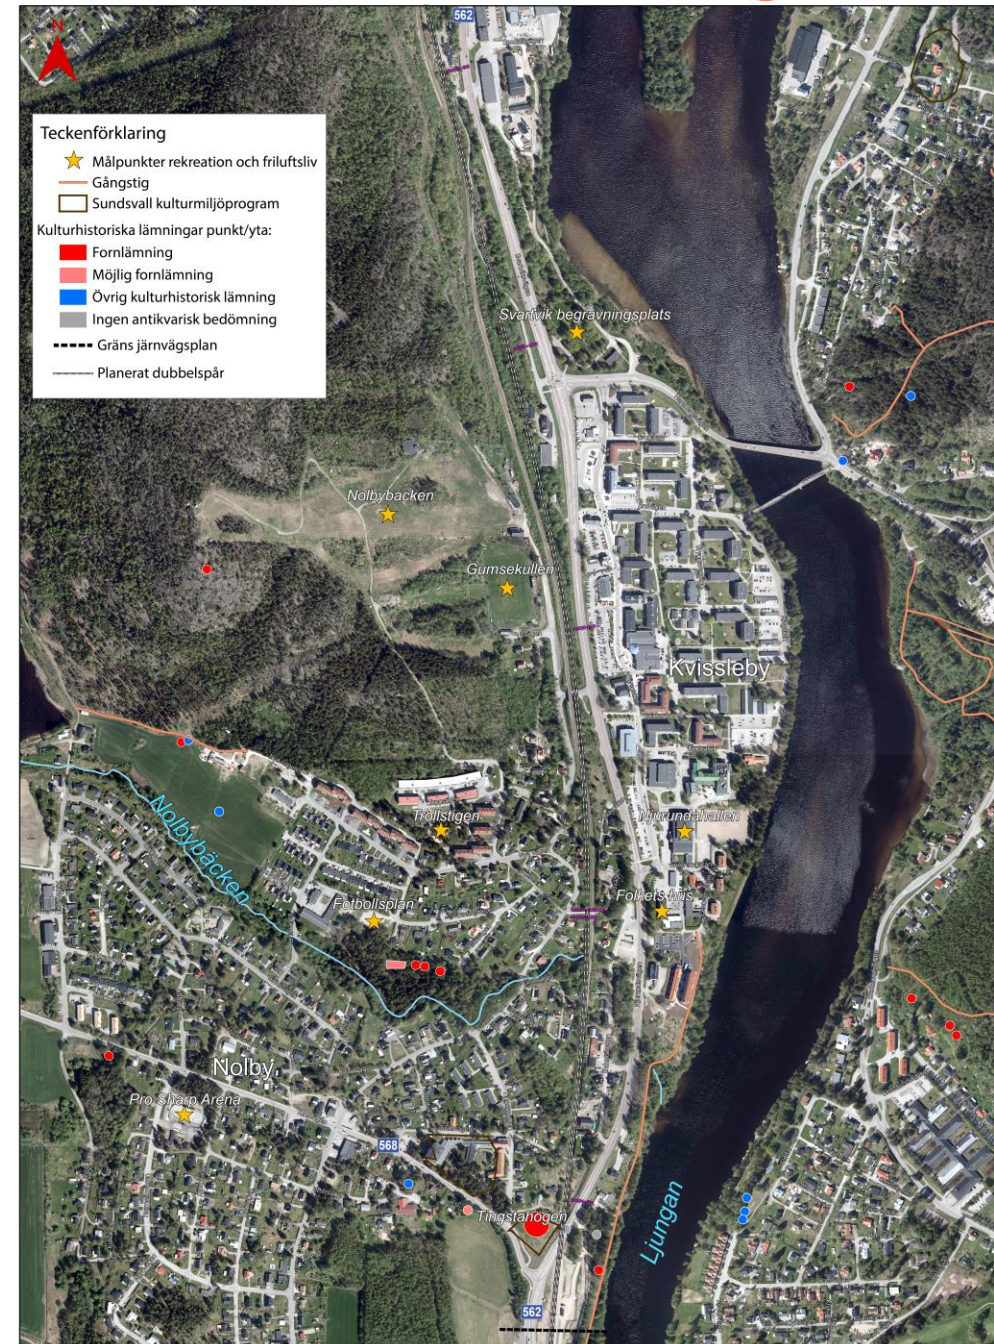 562
N
Teckenförklaring
Målpunkter rekreation och friluftsliv
Gångstig
Sundsvall kulturmiljöprogram
Kulturhistoriska lämningar punkt/yta:
Fornlämning
Möjlig fornlämning
Övrig kulturhistorisk lämning
Ingen antikvarisk bedömning
Gräns järnvägsplan
Planerat dubbelspår
Svartvik begravningsplats
Nolbybacken
Gumsekullen
Kvissleby
Nolbybäcken
Trollstigen
Njurundahallen
Fotbollsplan
Folkets hus
Nolby
Pro Sharp Arena
568
Tingstahögen
Ljungan
562